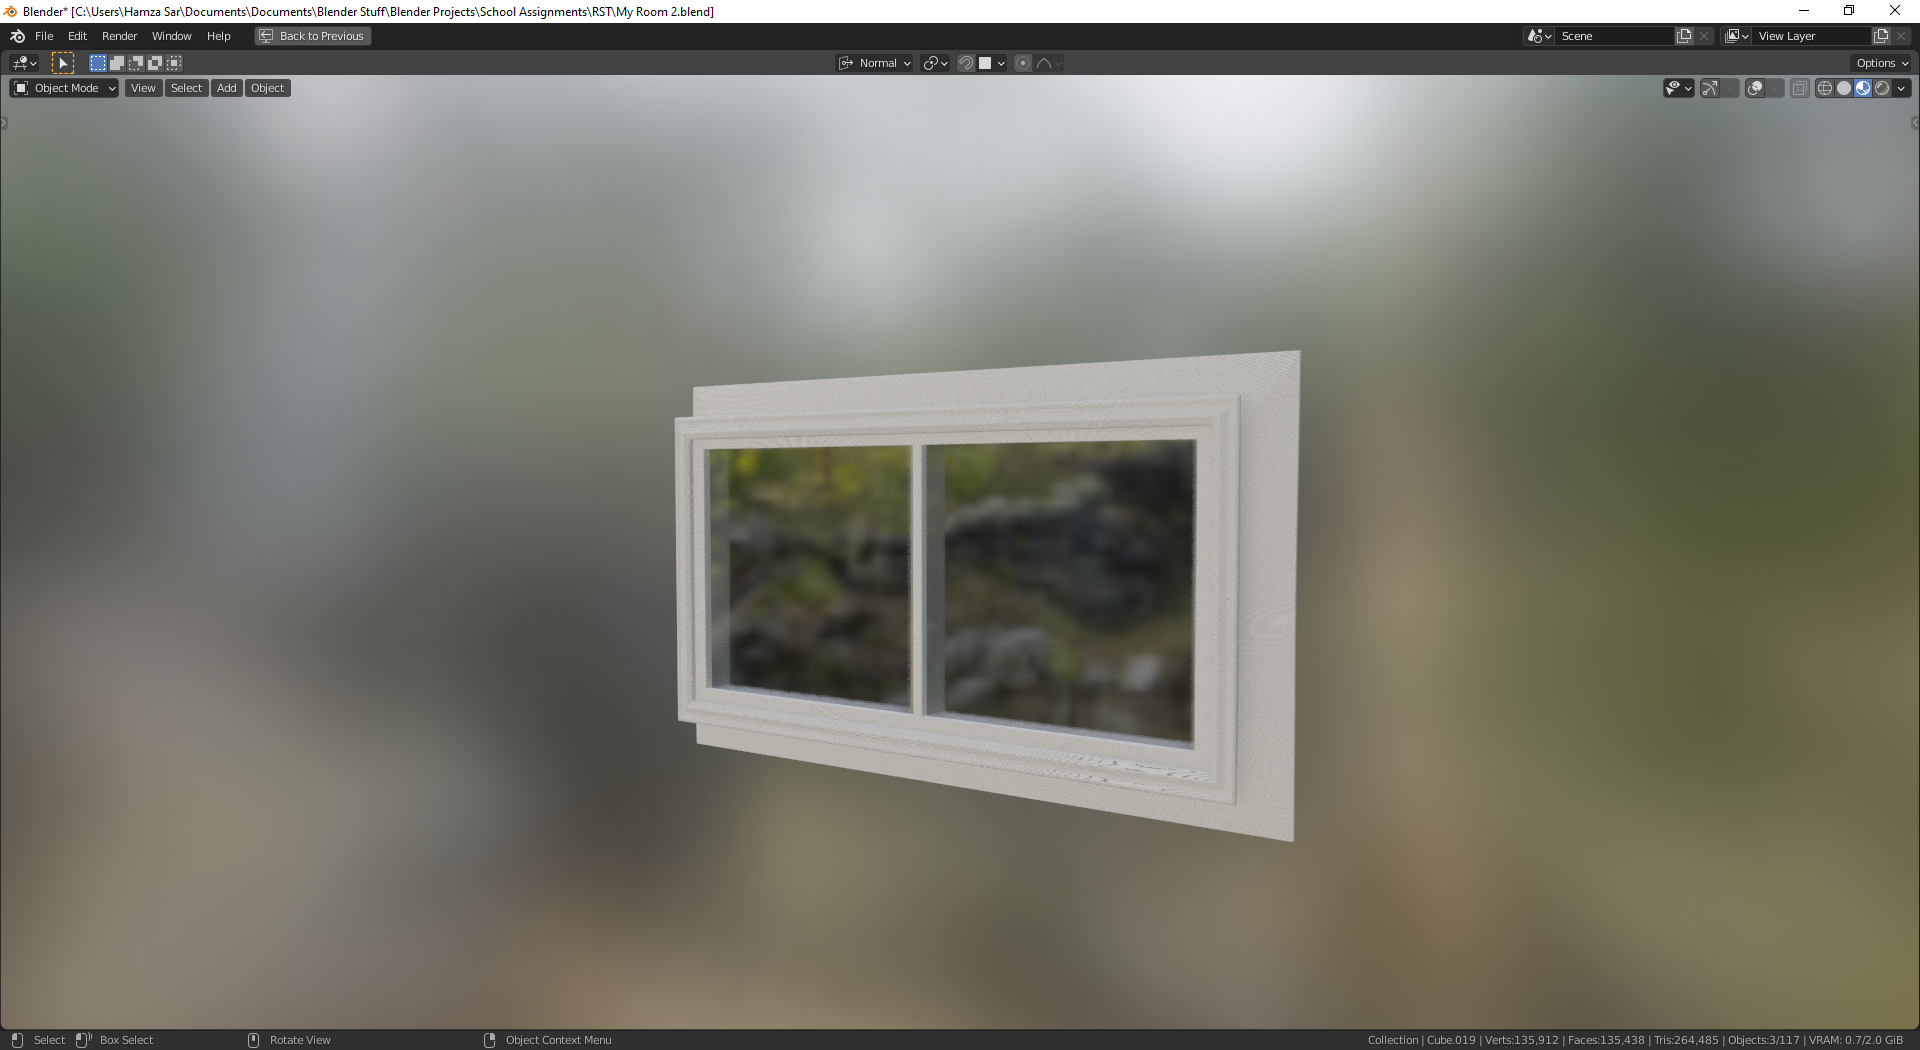 Blender* [C:\Users\Hamza Sar\Documents\Documents\Blender Stuff\Blender Projects\School Assignments\RST\My Room 2.blend]
File Edit Render Window Help Back to Previous Scene View Layer
Normal Options
Object Mode View Select Add Object
Select Box Select Rotate View Object Context Menu Collection | Cube.019 | Verts:135,912 | Faces:135,438 | Tris:264,485 | Objects:3/117 | VRAM: 0.7/2.0 GiB